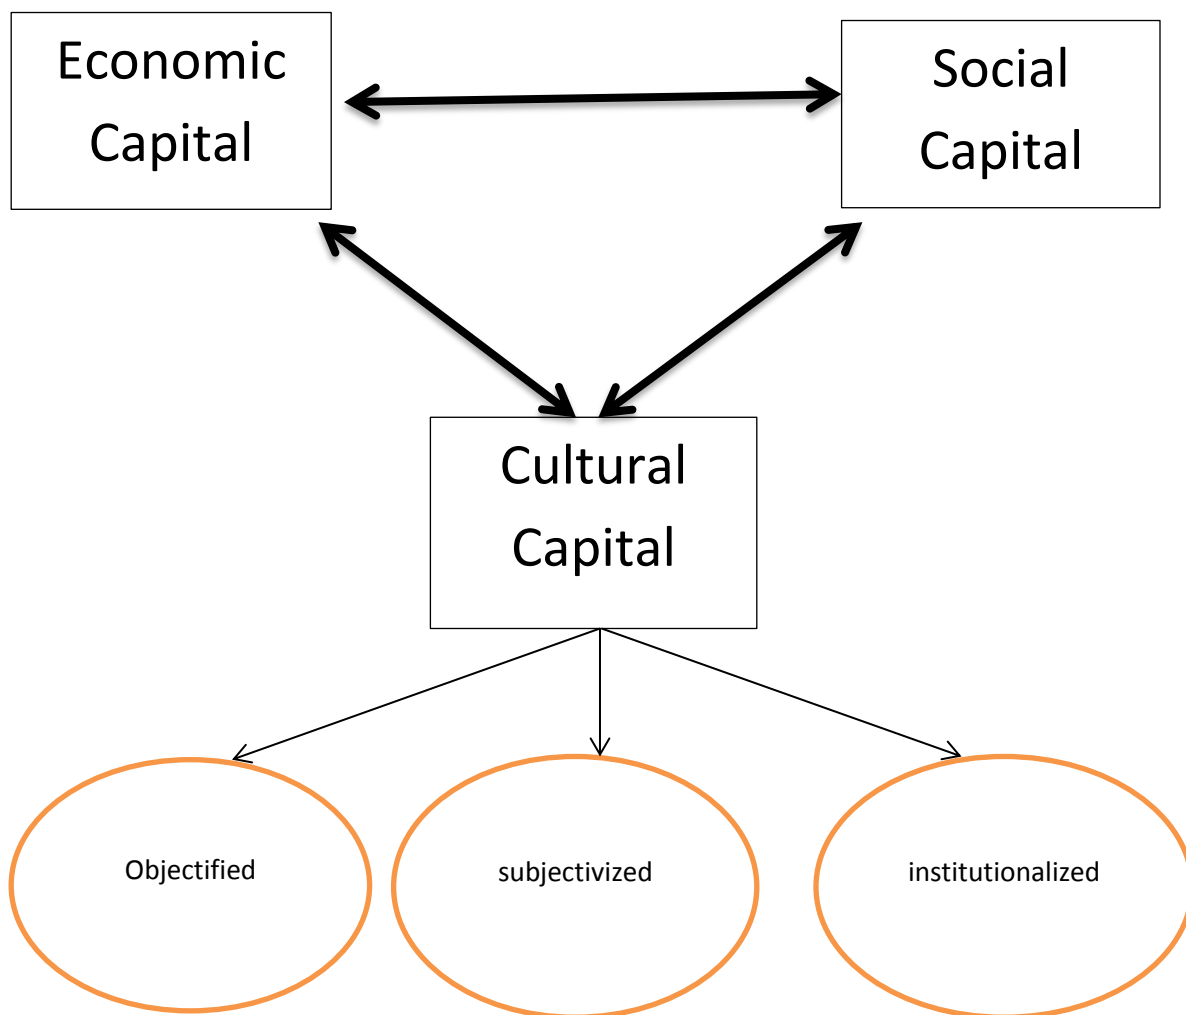 Economic
Capital
Social
Capital
Cultural
Capital
Objectified
subjectivized
institutionalized